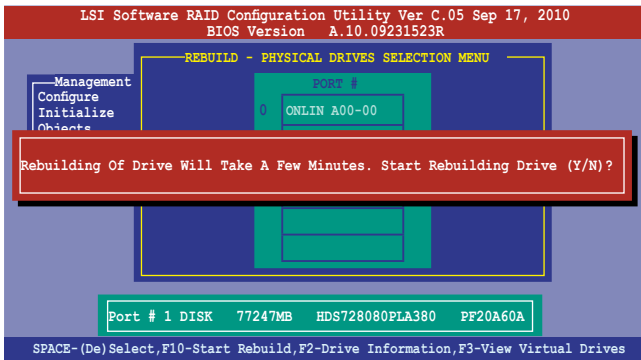 LSI Software RAID Configuration Utility Ver C.05 Sep 17, 2010
BIOS Version A.10.09231523R
REBUILD - PHYSICAL DRIVES SELECTION MENU
PORT #
Management
Configure
Initialize
Objects
0 ONLIN A00-00
Rebuilding Of Drive Will Take A Few Minutes. Start Rebuilding Drive (Y/N)?
Port # 1 DISK 77247MB HDS728080PLA380 PF20A60A
SPACE-(De)Select,F10-Start Rebuild,F2-Drive Information,F3-View Virtual Drives